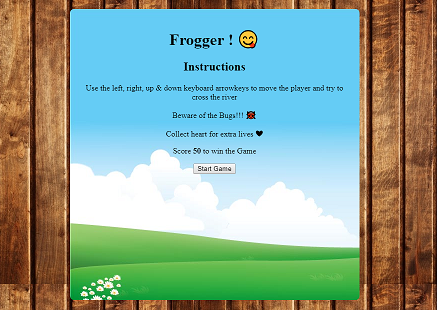 Frogger ! 😋
Instructions
Use the left, right, up & down keyboard arrowkeys to move the player and try to
cross the river
Beware of the Bugs!!! 🐞
Collect heart for extra lives ♥
Score 50 to win the Game
Start Game